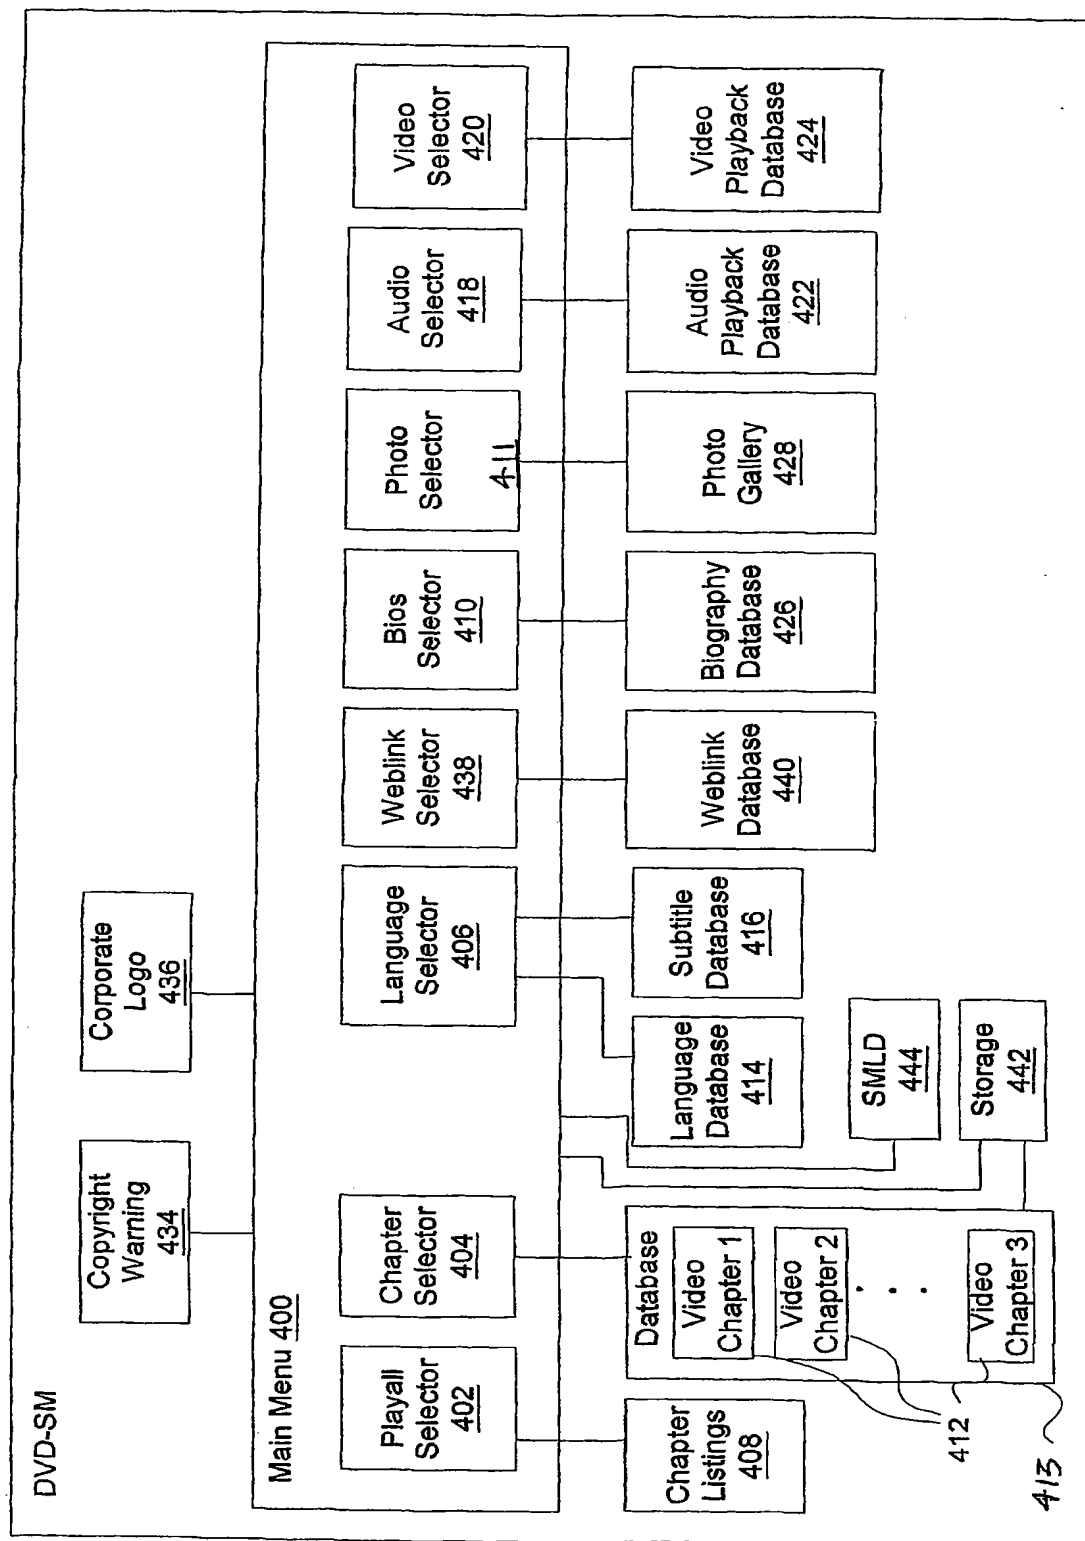 DVD-SM
Copyright
Warning
434
Corporate
Logo
436
Main Menu 400
Playall
Selector
402
Chapter
Selector
404
Language
Selector
406
Weblink
Selector
438
Bios
Selector
410
Photo
Selector
411
Audio
Selector
418
Video
Selector
420
Chapter
Listings
408
Database
Video
Chapter 1
Video
Chapter 2
Video
Chapter 3
412
413
Language
Database
414
Subtitle
Database
416
SMLD
444
Storage
442
Weblink
Database
440
Biography
Database
426
Photo
Gallery
428
Audio
Playback
Database
422
Video
Playback
Database
424